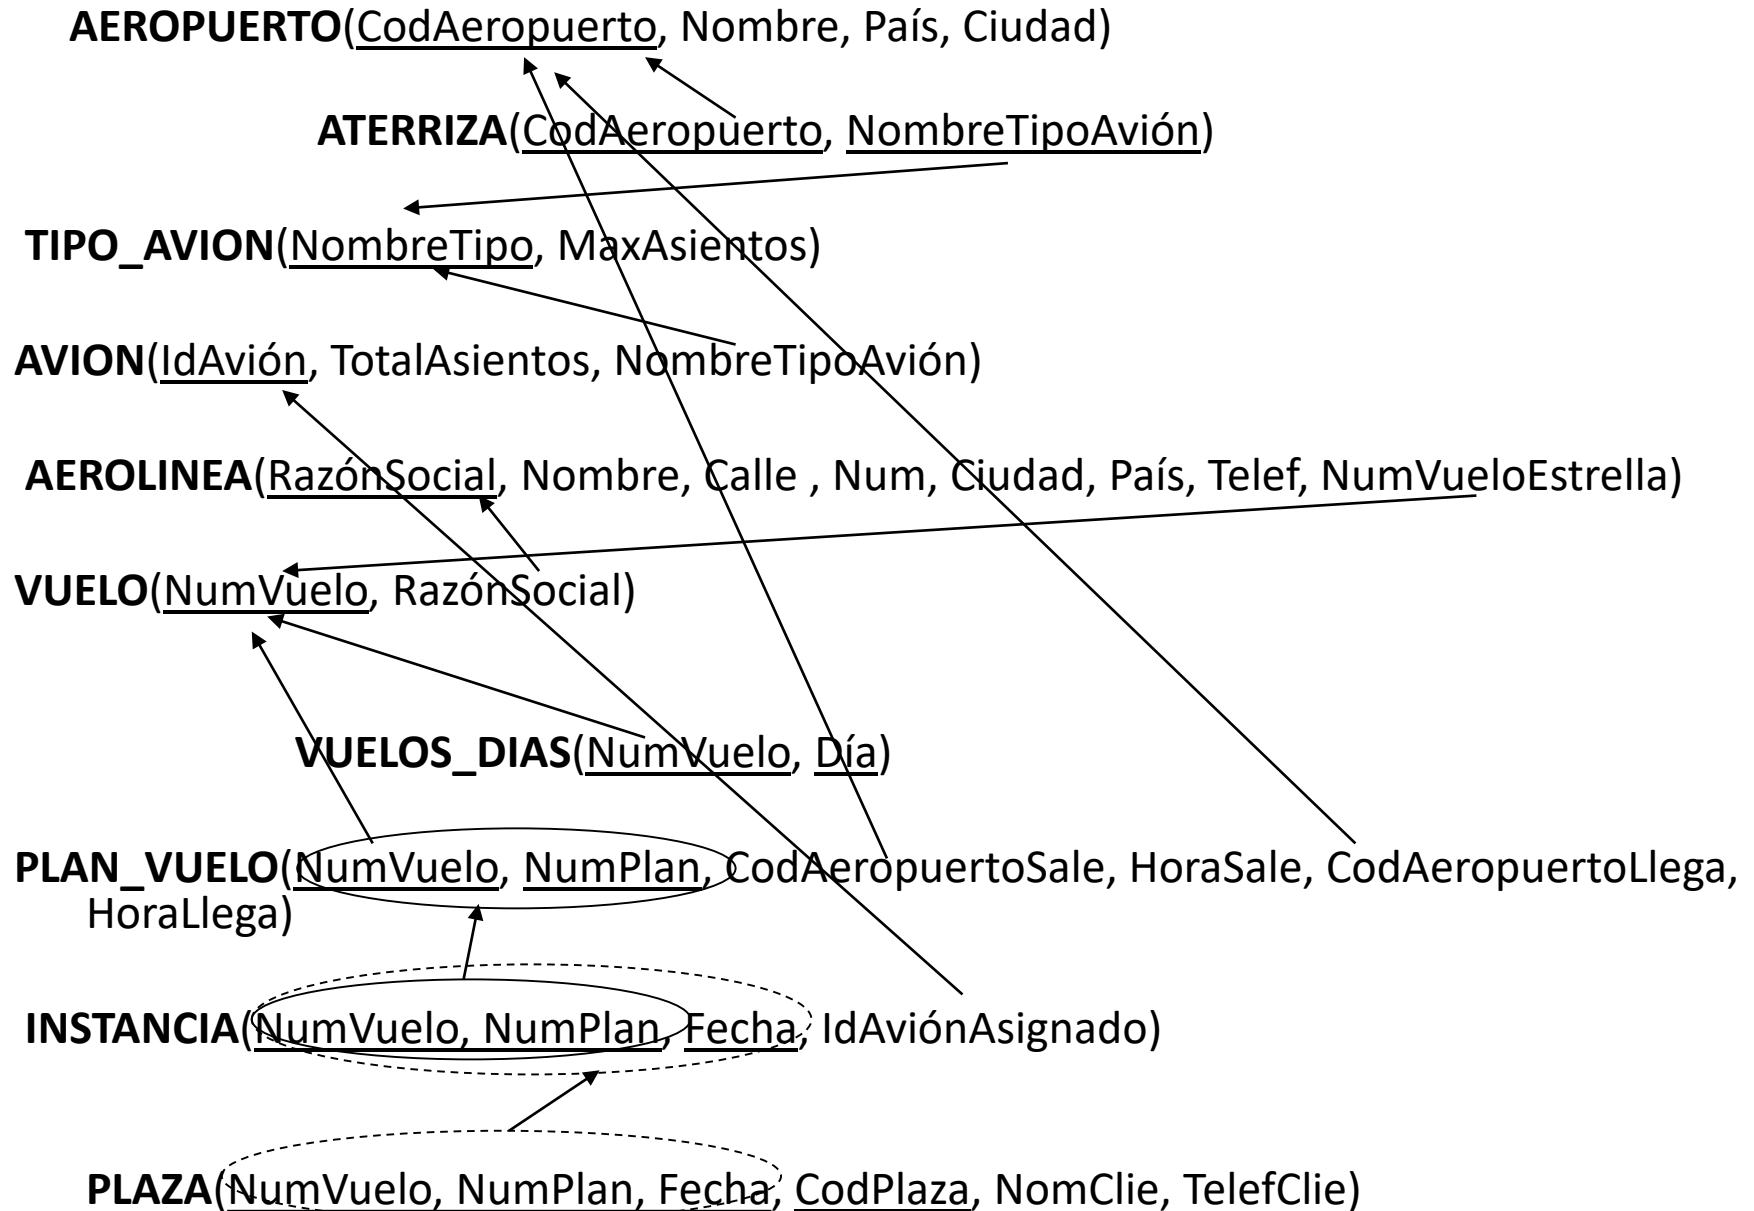 AEROPUERTO(CodAeropuerto, Nombre, País, Ciudad)
ATERRIZA(CodAeropuerto, NombreTipoAvión)
TIPO_AVION(NombreTipo, MaxAsientos)
AVION(IdAvión, TotalAsientos, NombreTipoAvión)
AEROLINEA(RazónSocial, Nombre, Calle , Num, Ciudad, País, Telef, NumVueloEstrella)
VUELO(NumVuelo, RazónSocial)
VUELOS_DIAS(NumVuelo, Día)
PLAN_VUELO(NumVuelo, NumPlan, CodAeropuertoSale, HoraSale, CodAeropuertoLlega,
HoraLlega)
INSTANCIA(NumVuelo, NumPlan, Fecha, IdAviónAsignado)
PLAZA(NumVuelo, NumPlan, Fecha, CodPlaza, NomClie, TelefClie)